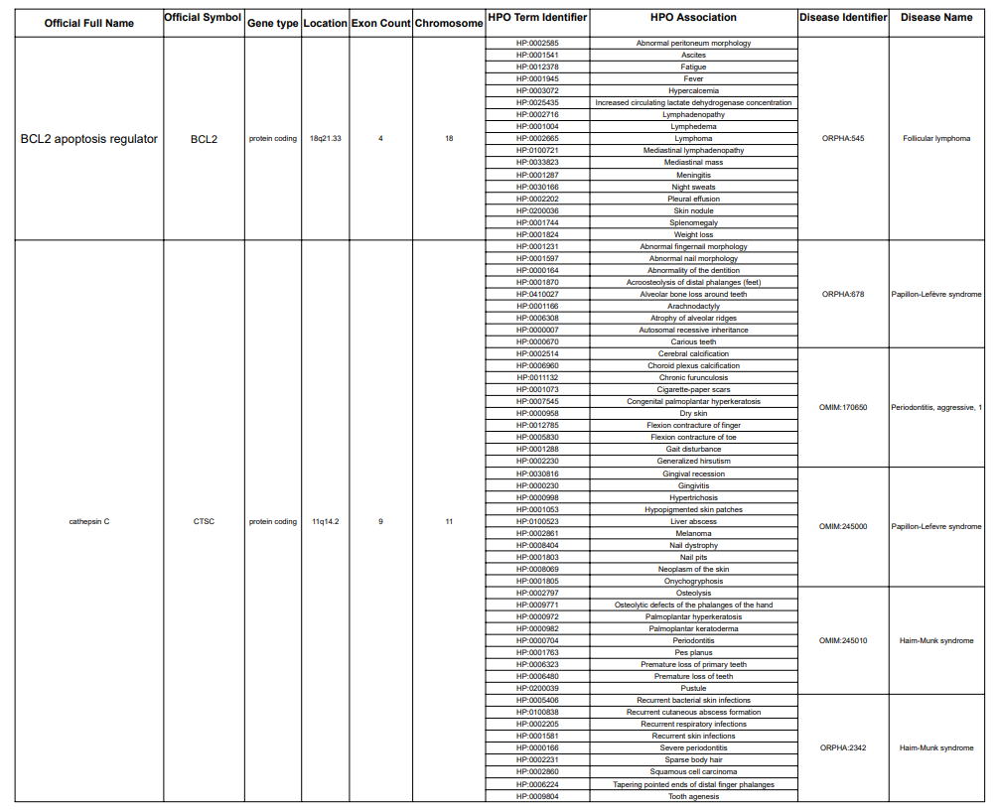 Official Full Name Official Symbol Gene type Location Exon Count Chromosome HPO Term Identifier HPO Association Disease Identifier Disease Name
BCL2 apoptosis regulator BCL2 protein coding 18q21.33 4 18
HP:0002585 Abnormal peritoneum morphology
HP:0001541 Ascites
HP:0012378 Fatigue
HP:0001945 Fever
HP:0003072 Hypercalcemia
HP:0025435 Increased circulating lactate dehydrogenase concentration
HP:0002716 Lymphadenopathy
HP:0001004 Lymphedema
HP:0002665 Lymphoma
HP:0100721 Mediastinal lymphadenopathy
HP:0033823 Mediastinal mass
HP:0001287 Meningitis
HP:0030166 Night sweats
HP:0002202 Pleural effusion
HP:0200036 Skin nodule
HP:0001744 Splenomegaly
HP:0001824 Weight loss
ORPHA:545 Follicular lymphoma
cathepsin C CTSC protein coding 11q14.2 9 11
HP:0001231 Abnormal fingernail morphology
HP:0001597 Abnormal nail morphology
HP:0000164 Abnormality of the dentition
HP:0001870 Acroosteolysis of distal phalanges (feet)
HP:0410027 Alveolar bone loss around teeth
HP:0001166 Arachnodactyly
HP:0006308 Atrophy of alveolar ridges
HP:0000007 Autosomal recessive inheritance
HP:0000670 Carious teeth
ORPHA:678 Papillon-Lefèvre syndrome
HP:0002514 Cerebral calcification
HP:0006960 Choroid plexus calcification
HP:0011132 Chronic furunculosis
HP:0001073 Cigarette-paper scars
HP:0007545 Congenital palmoplantar hyperkeratosis
HP:0000958 Dry skin
HP:0012785 Flexion contracture of finger
HP:0005830 Flexion contracture of toe
HP:0001288 Gait disturbance
HP:0002230 Generalized hirsutism
OMIM:170650 Periodontitis, aggressive, 1
HP:0030816 Gingival recession
HP:0000230 Gingivitis
HP:0000998 Hypertrichosis
HP:0001053 Hypopigmented skin patches
HP:0100523 Liver abscess
HP:0002861 Melanoma
HP:0008404 Nail dystrophy
HP:0001803 Nail pits
HP:0008069 Neoplasm of the skin
HP:0001805 Onychogryphosis
OMIM:245000 Papillon-Lefevre syndrome
HP:0002797 Osteolysis
HP:0009771 Osteolytic defects of the phalanges of the hand
HP:0000972 Palmoplantar hyperkeratosis
HP:0000982 Palmoplantar keratoderma
HP:0000704 Periodontitis
HP:0001763 Pes planus
HP:0006323 Premature loss of primary teeth
HP:0006480 Premature loss of teeth
HP:0200039 Pustule
OMIM:245010 Haim-Munk syndrome
HP:0005406 Recurrent bacterial skin infections
HP:0100838 Recurrent cutaneous abscess formation
HP:0002205 Recurrent respiratory infections
HP:0001581 Recurrent skin infections
HP:0000166 Severe periodontitis
HP:0002231 Sparse body hair
HP:0002860 Squamous cell carcinoma
HP:0006224 Tapering pointed ends of distal finger phalanges
HP:0009804 Tooth agenesis
ORPHA:2342 Haim-Munk syndrome